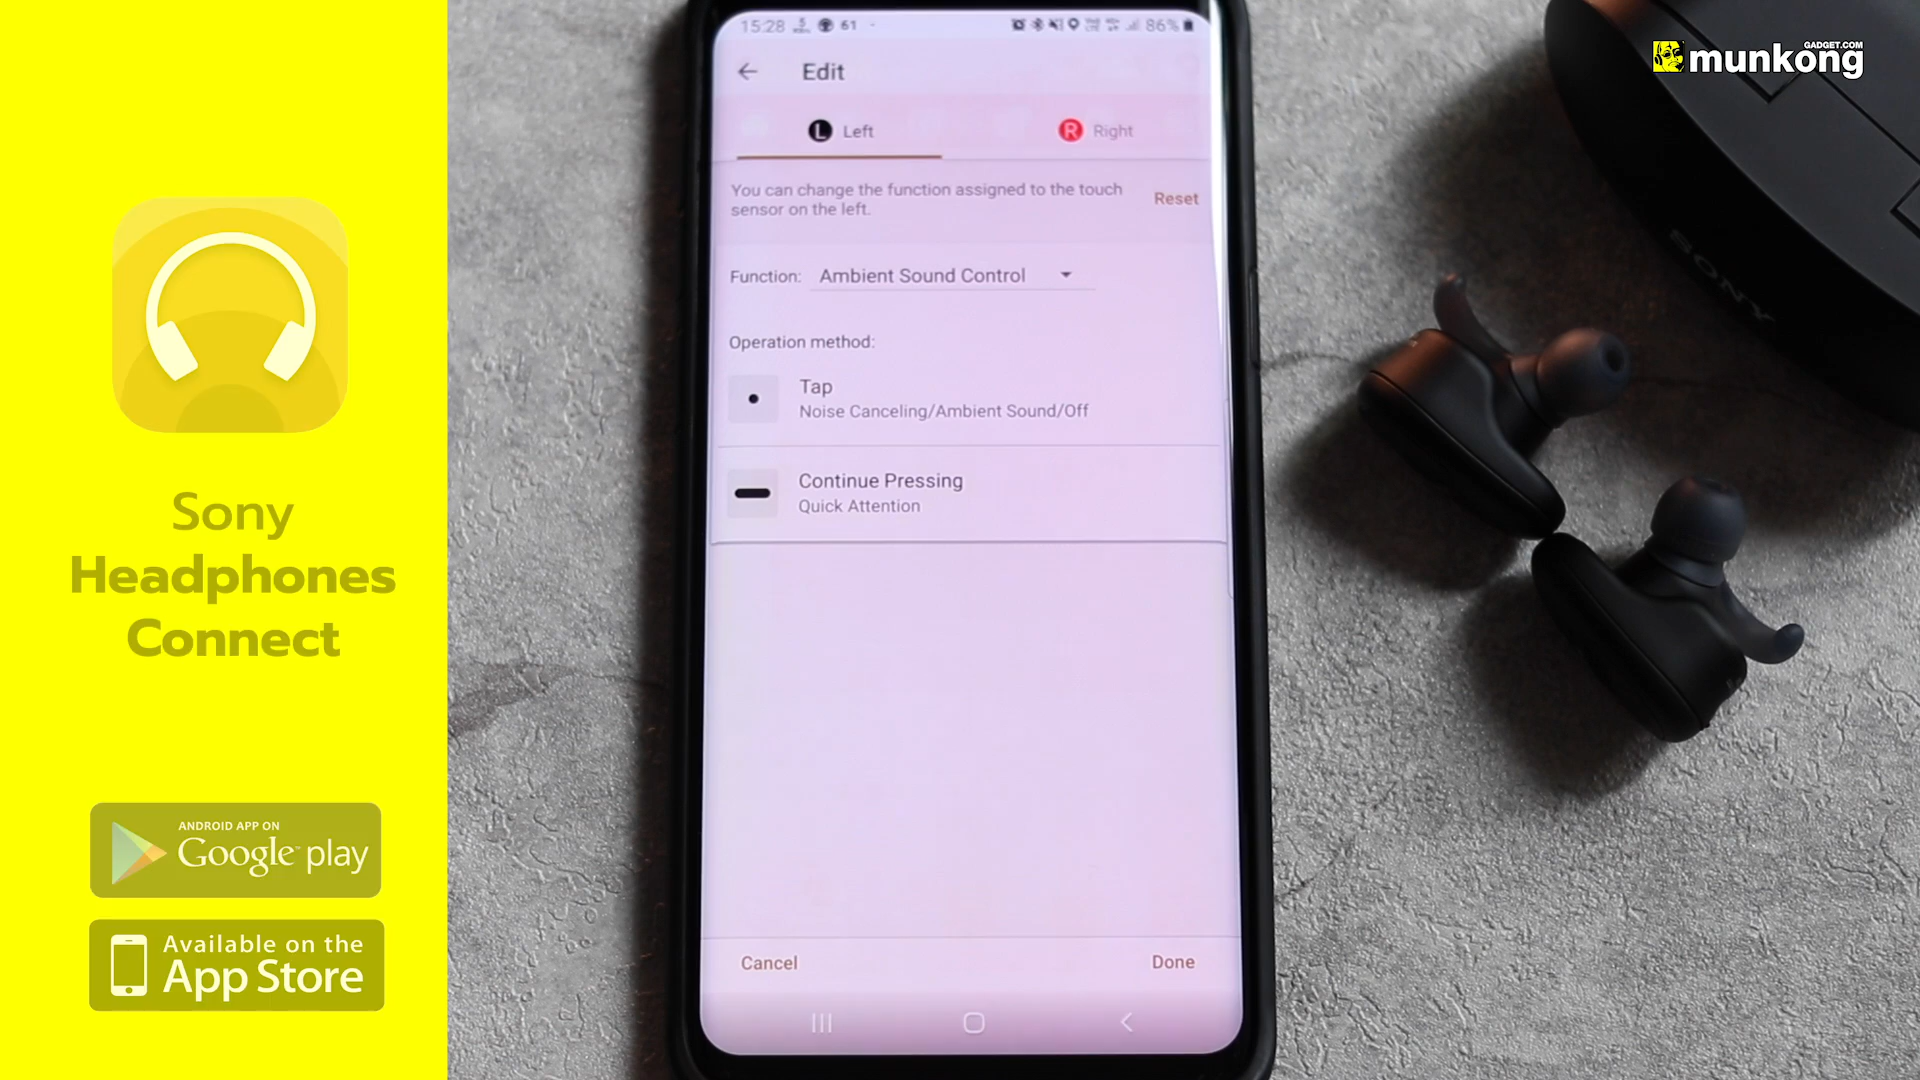 Sony
Headphones
Connect
ANDROID APP ON
Google play
Available on the
App Store
15:28
61
86%
Edit
L Left
R Right
You can change the function assigned to the touch
sensor on the left.
Reset
Function: Ambient Sound Control
Operation method:
Tap
Noise Canceling/Ambient Sound/Off
Continue Pressing
Quick Attention
Cancel
Done
GADGET.COM
munkong
SONY